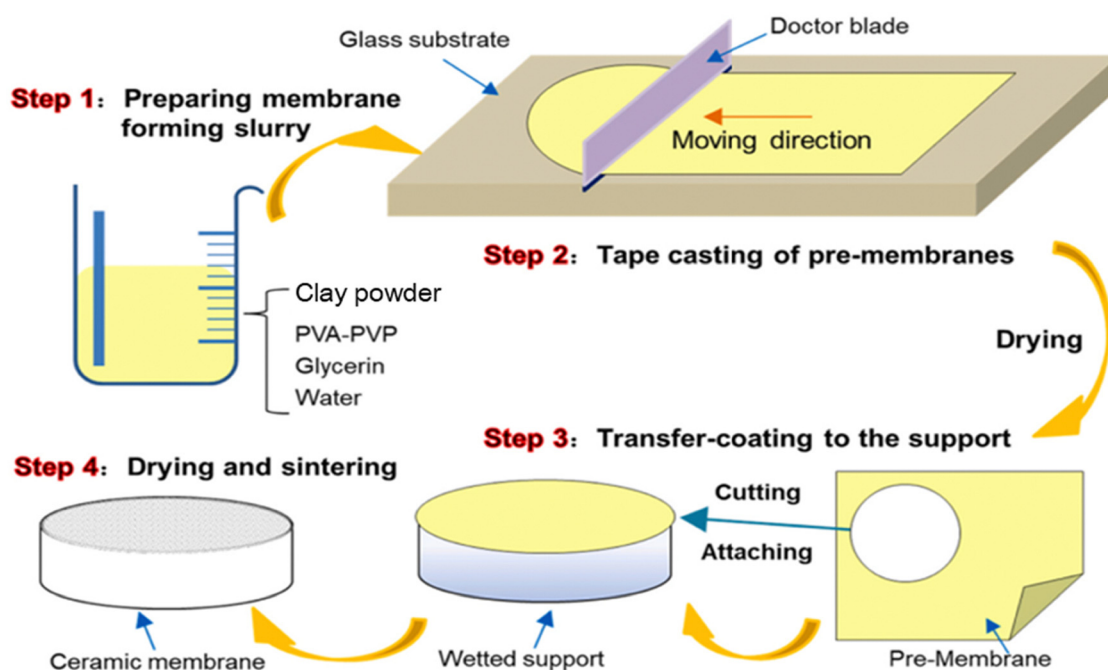 Glass substrate
Doctor blade
Step 1：Preparing membrane
forming slurry
Moving direction
Step 2：Tape casting of pre-membranes
Clay powder
PVA-PVP
Glycerin
Water
Drying
Step 3：Transfer-coating to the support
Step 4：Drying and sintering
Cutting
Attaching
Ceramic membrane
Wetted support
Pre-Membrane